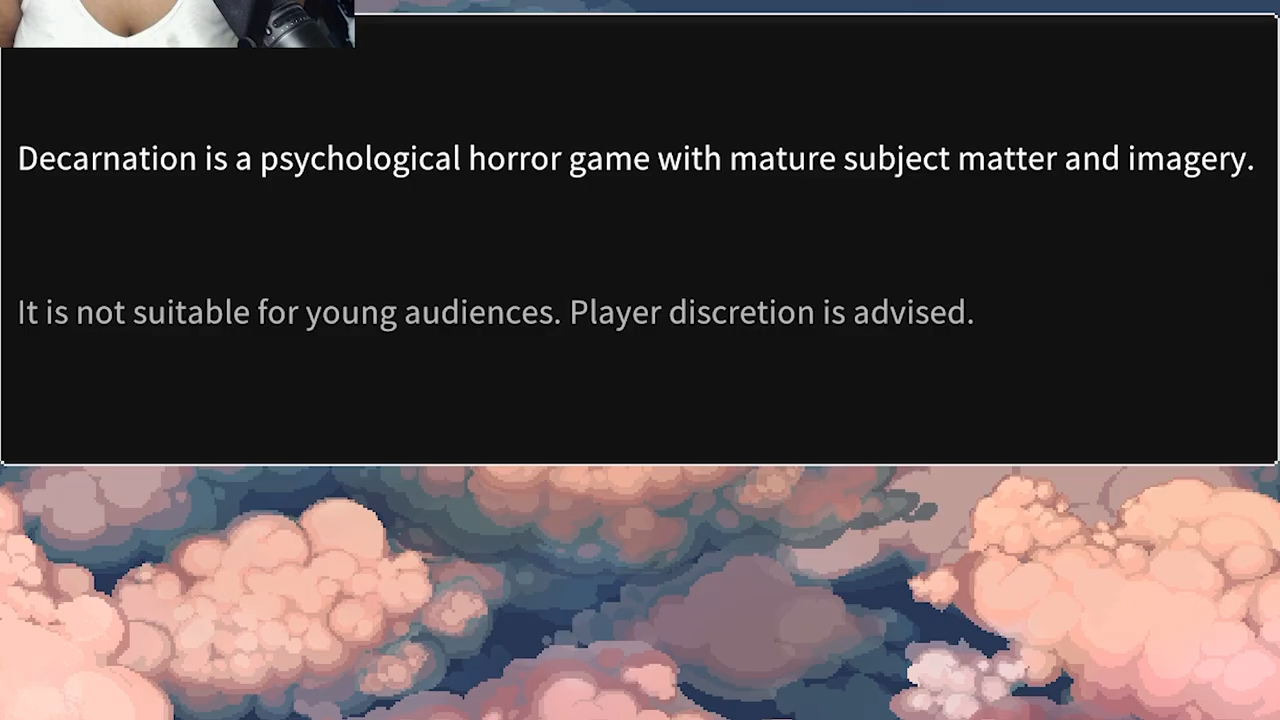 Decarnation is a psychological horror game with mature subject matter and imagery.
It is not suitable for young audiences. Player discretion is advised.